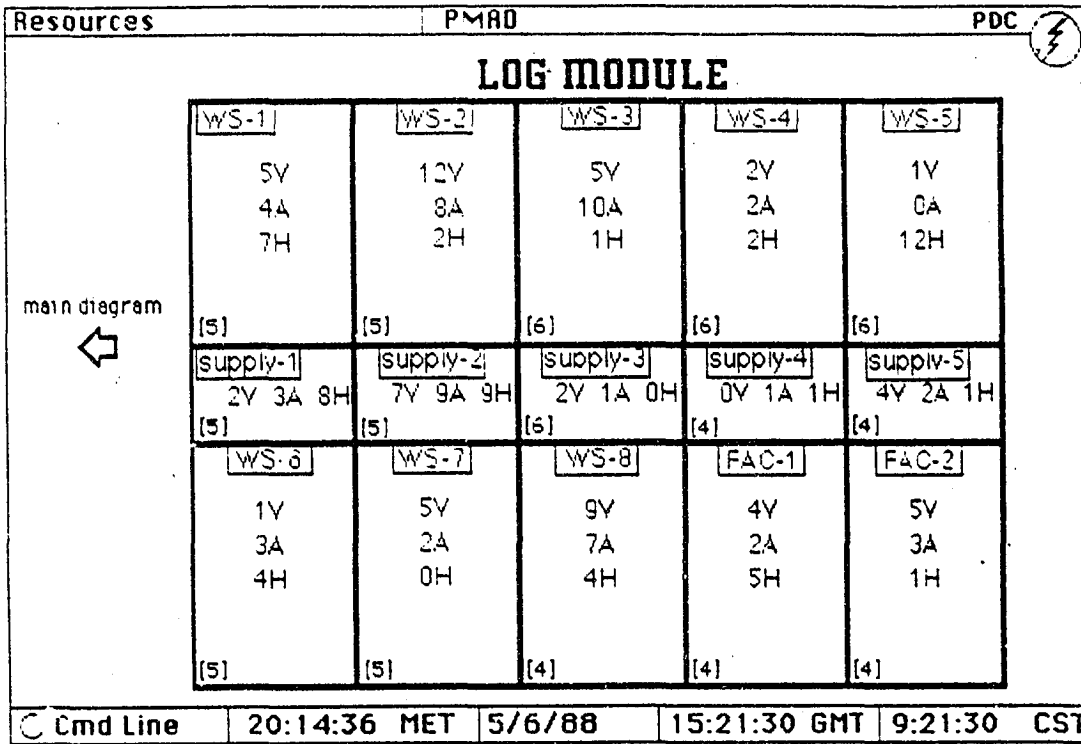 Resources PMAD PDC
LOG MODULE
WS-1 WS-2 WS-3 WS-4 WS-5
5V 12V 5V 2V 1V
4A 8A 10A 2A 0A
7H 2H 1H 2H 12H
main diagram
[5] [5] [6] [6] [6]
supply-1 supply-2 supply-3 supply-4 supply-5
2V 3A 8H 7V 9A 9H 2V 1A 0H 0V 1A 1H 4V 2A 1H
[5] [5] [6] [4] [4]
WS-6 WS-7 WS-8 FAC-1 FAC-2
1V 5V 9V 4V 5V
3A 2A 7A 2A 3A
4H 0H 4H 5H 1H
[5] [5] [4] [4] [4]
Cmd Line 20:14:36 MET 5/6/88 15:21:30 GMT 9:21:30 CST